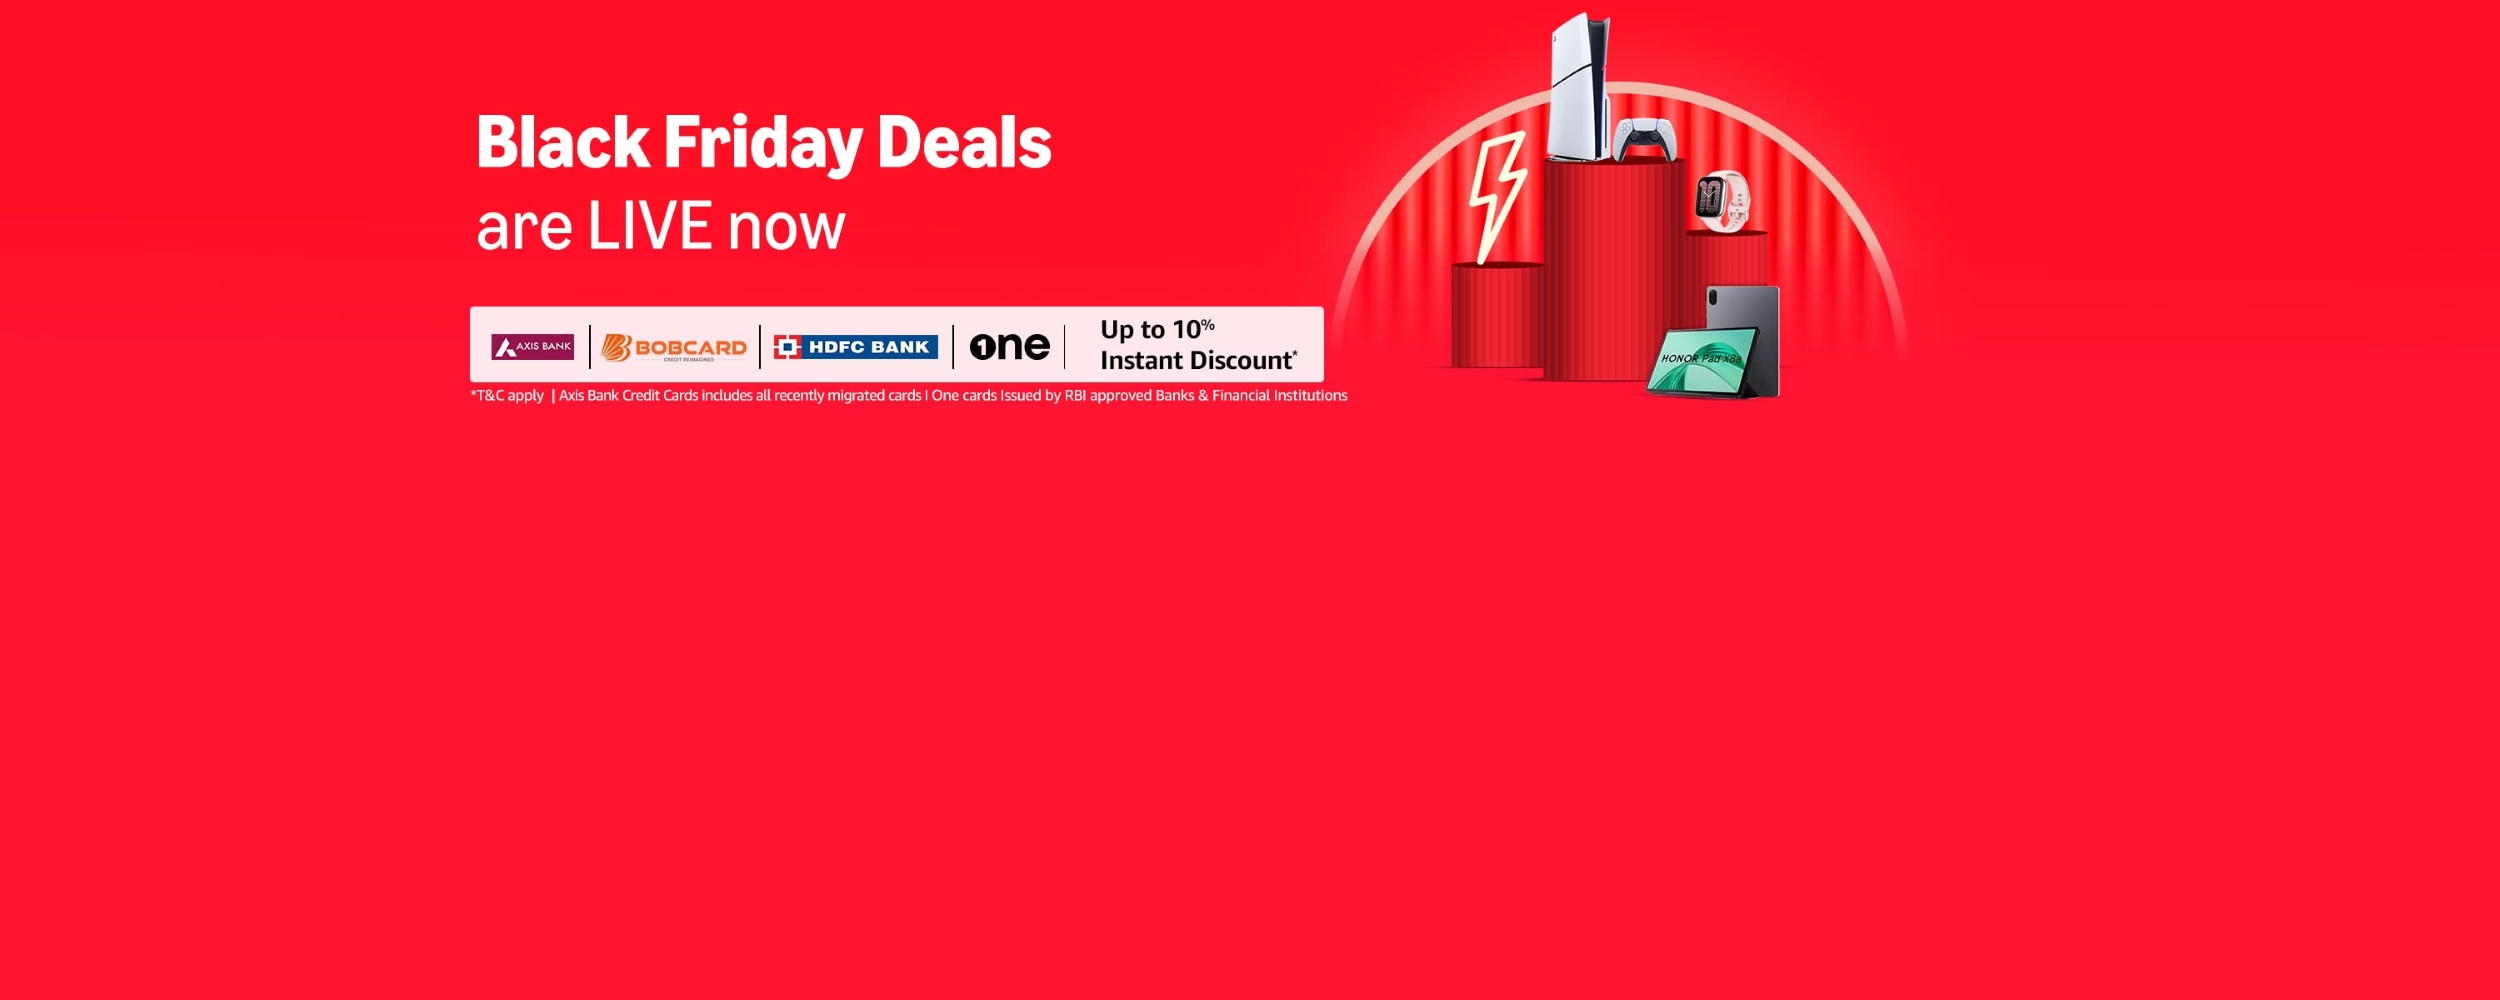 Black Friday Deals
are LIVE now
AXIS BANK
BOBCARD
CREDIT REIMAGINED
HDFC BANK
one
Up to 10%
Instant Discount*
*T&C apply | Axis Bank Credit Cards includes all recently migrated cards I One cards Issued by RBI approved Banks & Financial Institutions
HONOR Pad X8a